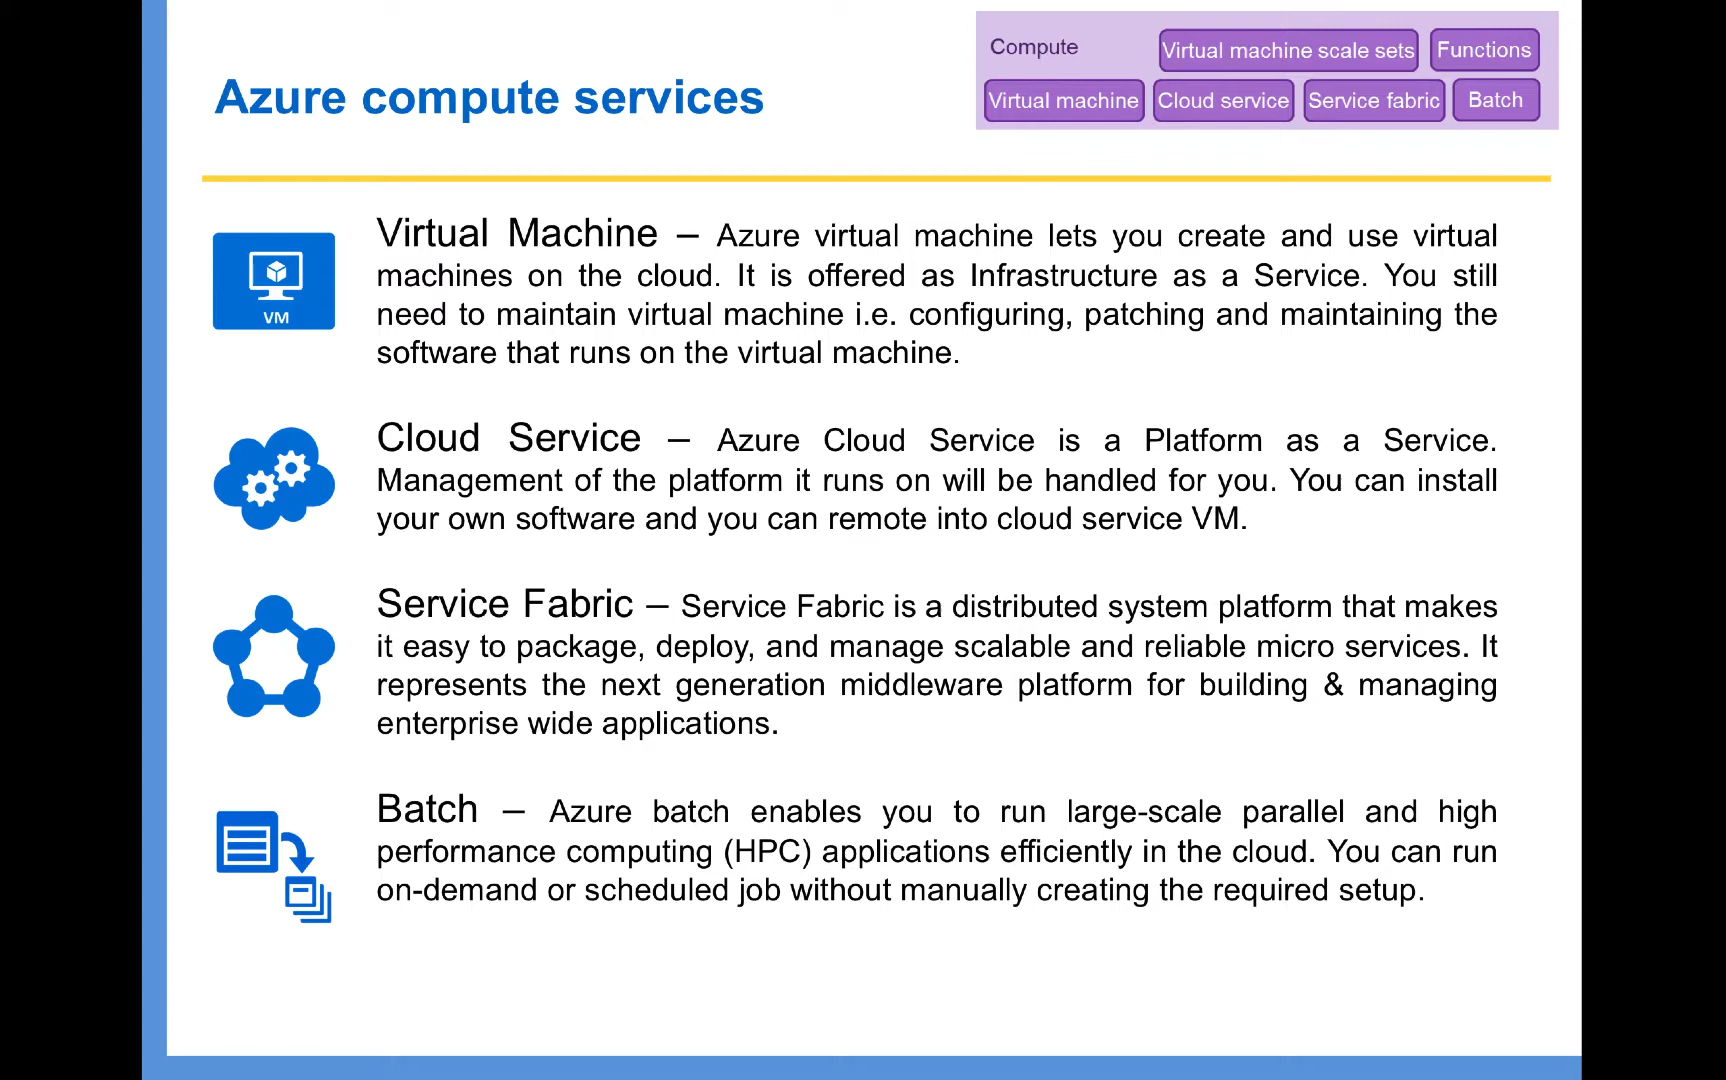 Compute
Virtual machine scale sets
Functions
Virtual machine
Cloud service
Service fabric
Batch
Azure compute services
Virtual Machine – Azure virtual machine lets you create and use virtual
machines on the cloud. It is offered as Infrastructure as a Service. You still
need to maintain virtual machine i.e. configuring, patching and maintaining the
software that runs on the virtual machine.
VM
Cloud Service – Azure Cloud Service is a Platform as a Service.
Management of the platform it runs on will be handled for you. You can install
your own software and you can remote into cloud service VM.
Service Fabric – Service Fabric is a distributed system platform that makes
it easy to package, deploy, and manage scalable and reliable micro services. It
represents the next generation middleware platform for building & managing
enterprise wide applications.
Batch – Azure batch enables you to run large-scale parallel and high
performance computing (HPC) applications efficiently in the cloud. You can run
on-demand or scheduled job without manually creating the required setup.